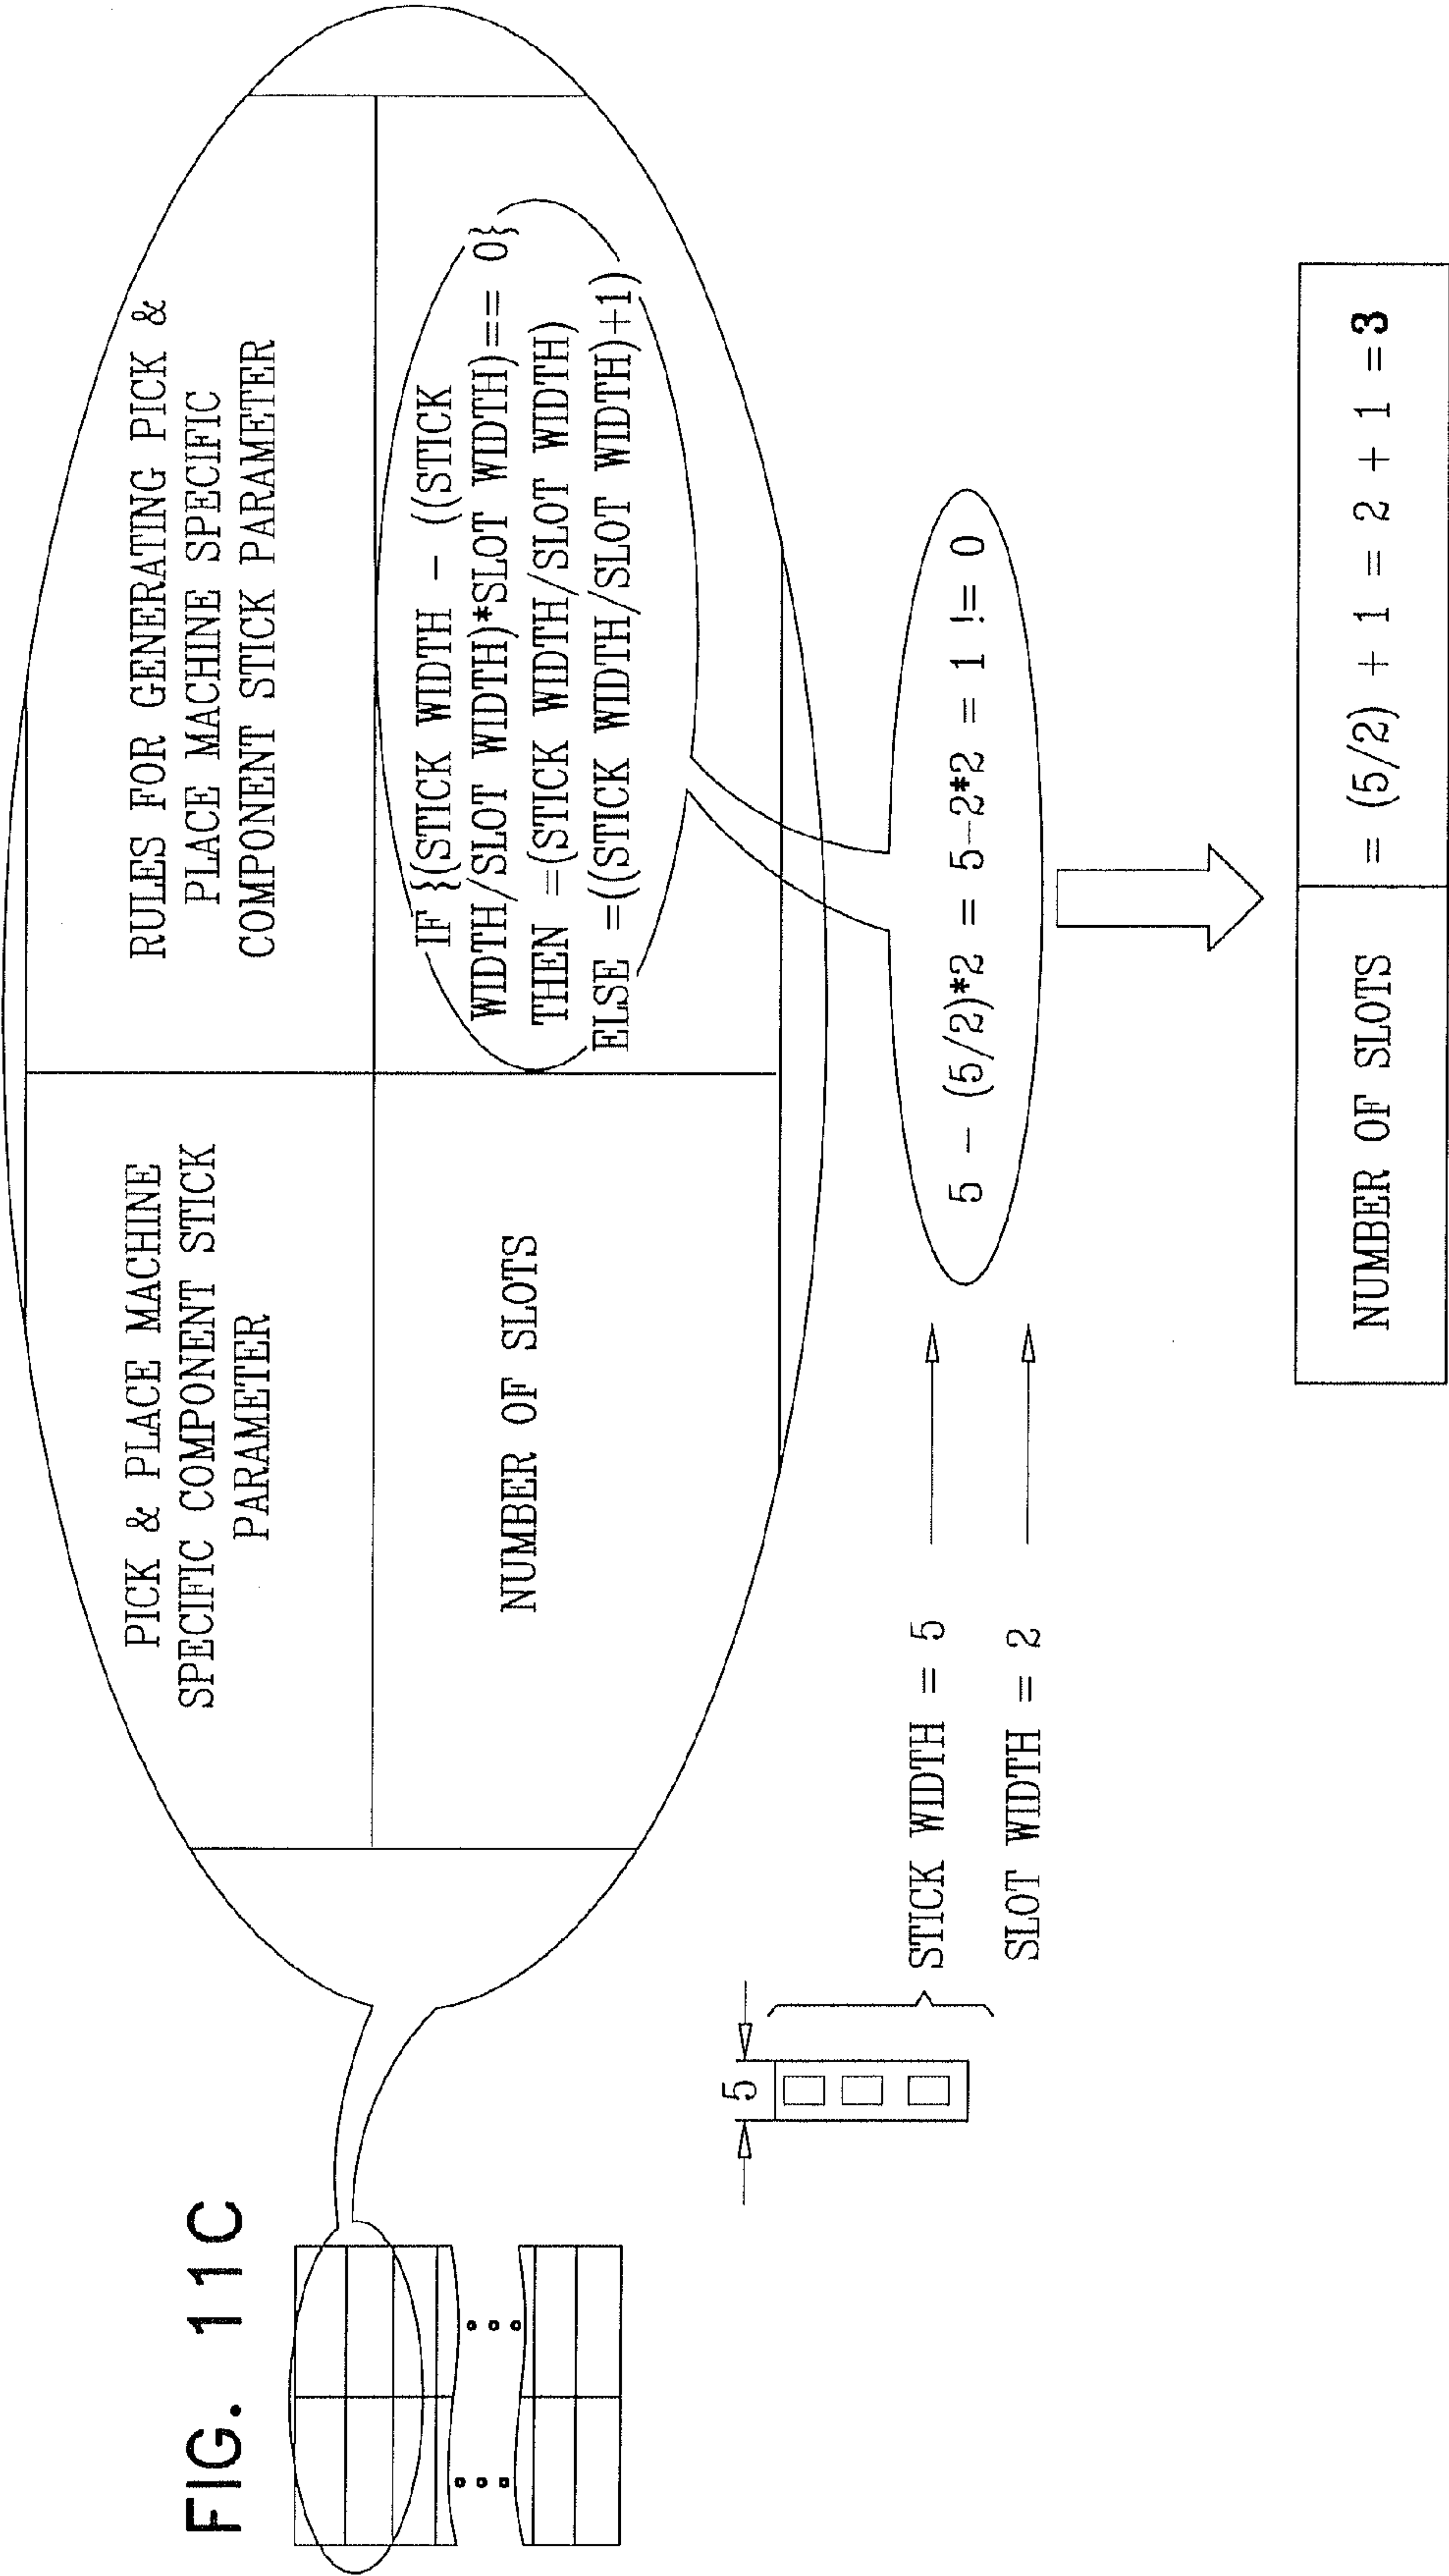 FIG. 11C
PICK & PLACE MACHINE
SPECIFIC COMPONENT STICK
PARAMETER
RULES FOR GENERATING PICK &
PLACE MACHINE SPECIFIC
COMPONENT STICK PARAMETER
NUMBER OF SLOTS
IF {(STICK WIDTH - ((STICK
WIDTH/SLOT WIDTH)*SLOT WIDTH)== 0}
THEN =(STICK WIDTH/SLOT WIDTH)
ELSE =((STICK WIDTH/SLOT WIDTH)+1)
5
STICK WIDTH = 5
SLOT WIDTH = 2
5 - (5/2)*2 = 5-2*2 = 1 != 0
NUMBER OF SLOTS
= (5/2) + 1 = 2 + 1 =3